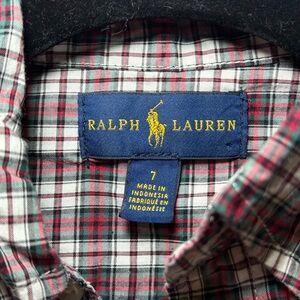 RALPH LAUREN
7
MADE IN
INDONESIA
FABRIQUÉ EN
INDONÉSIE